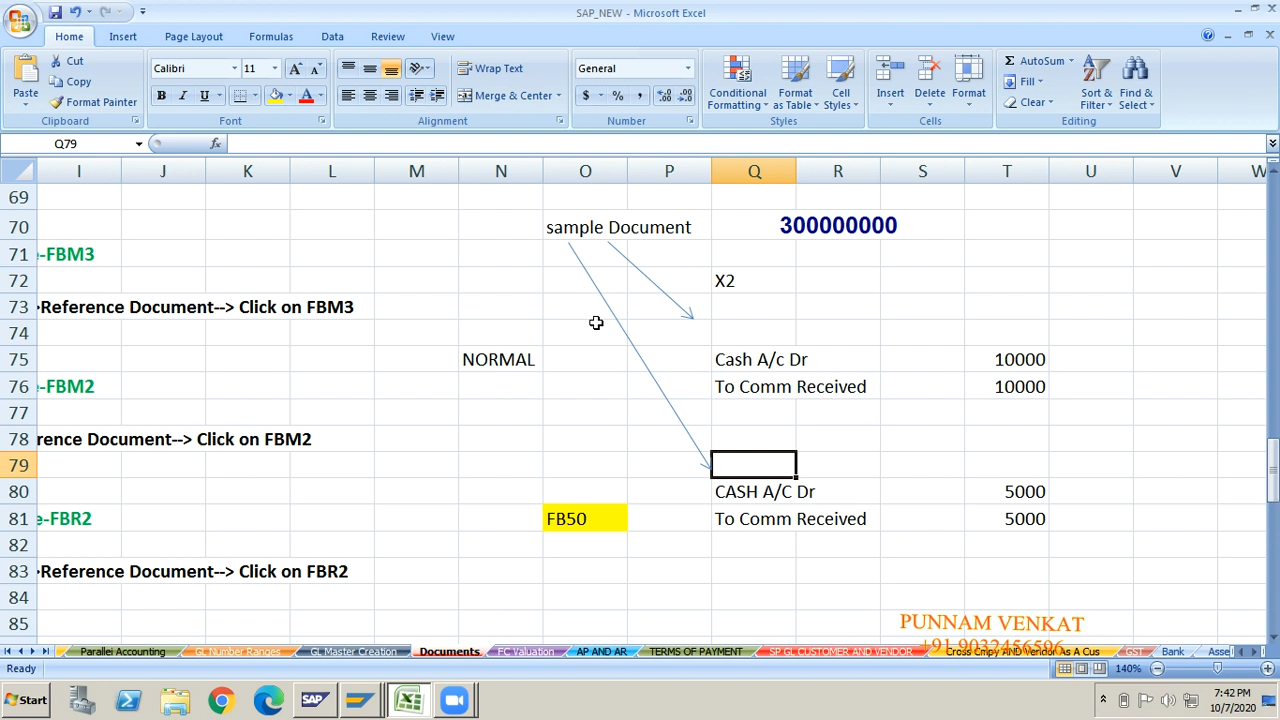 SAP_NEW - Microsoft Excel
Home Insert Page Layout Formulas Data Review View
Paste Cut Copy Format Painter Clipboard
Calibri 11 B I U A Font
Wrap Text Merge & Center Alignment
General $ % , Number
Conditional Formatting Format as Table Cell Styles Styles
Insert Delete Format Cells
AutoSum Fill Clear Sort & Filter Find & Select Editing
Q79 fx
I J K L M N O P Q R S T U V W
69
70 sample Document 300000000
71 e-FBM3
72 X2
73 Reference Document--> Click on FBM3
74
75 NORMAL Cash A/c Dr 10000
76 e-FBM2 To Comm Received 10000
77
78 rence Document--> Click on FBM2
79
80 CASH A/C Dr 5000
81 e-FBR2 FB50 To Comm Received 5000
82
83 Reference Document--> Click on FBR2
84
85
PUNNAM VENKAT
+91-9032456596
Parallel Accounting GL Number Ranges GL Master Creation Documents FC Valuation AP AND AR TERMS OF PAYMENT SP GL CUSTOMER AND VENDOR Cross Cmpy AND Vendor As A Cus GST Bank Asse
Ready 140%
Start SAP 7:42 PM
10/7/2020